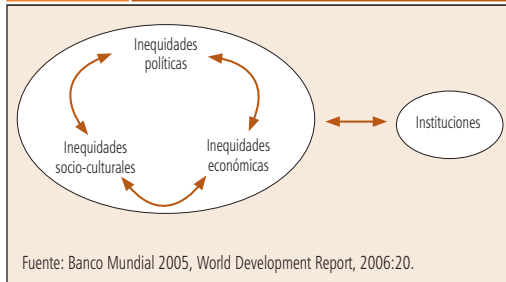 Inequidades
políticas
Inequidades
socio-culturales
Inequidades
económicas
Instituciones
Fuente: Banco Mundial 2005, World Development Report, 2006:20.